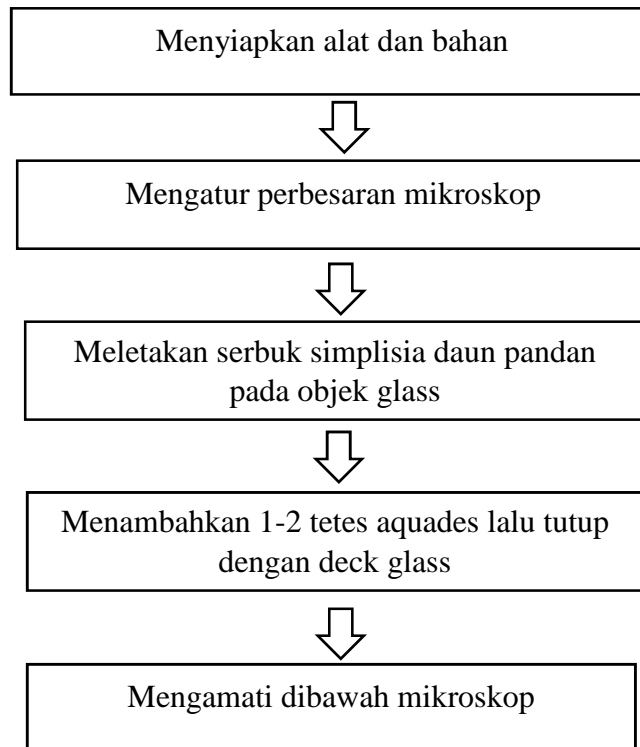 Menyiapkan alat dan bahan
Mengatur perbesaran mikroskop
Meletakan serbuk simplisia daun pandan
pada objek glass
Menambahkan 1-2 tetes aquades lalu tutup
dengan deck glass
Mengamati dibawah mikroskop